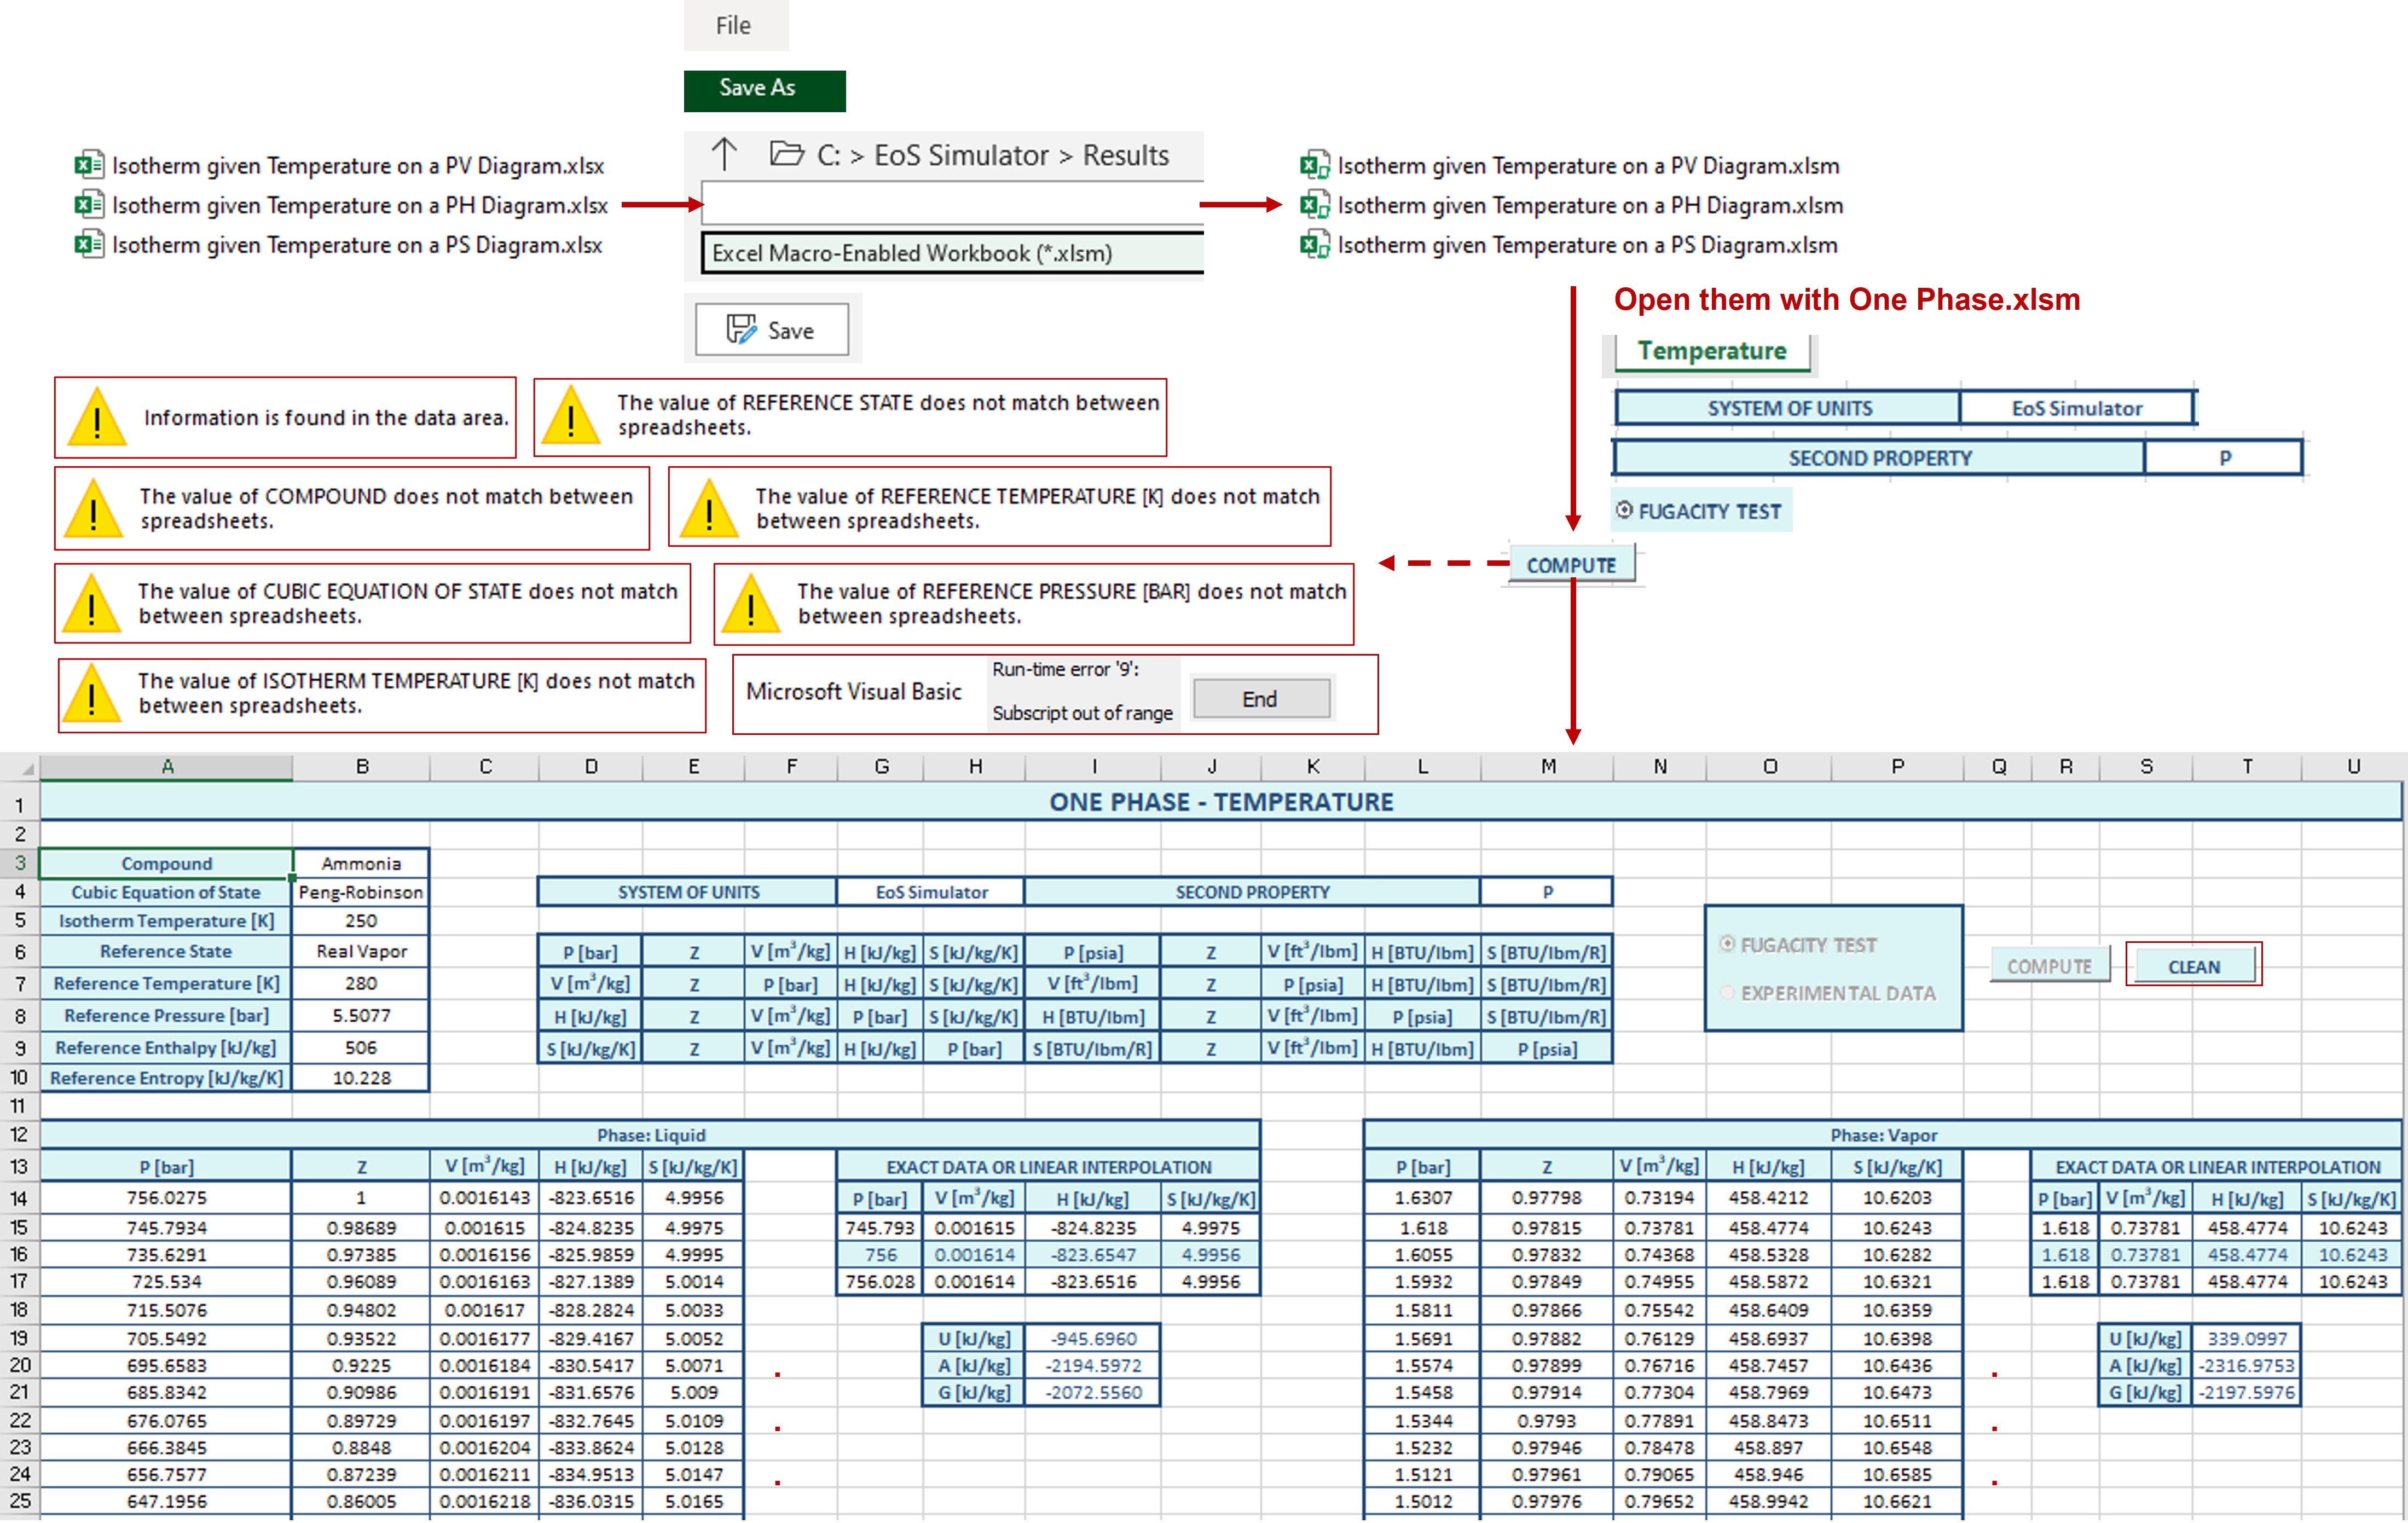 File
Save As
C: > EoS Simulator > Results
Isotherm given Temperature on a PV Diagram.xlsx
Isotherm given Temperature on a PH Diagram.xlsx
Isotherm given Temperature on a PS Diagram.xlsx
Excel Macro-Enabled Workbook (*.xlsm)
Save
Isotherm given Temperature on a PV Diagram.xlsm
Isotherm given Temperature on a PH Diagram.xlsm
Isotherm given Temperature on a PS Diagram.xlsm
Open them with One Phase.xlsm
Temperature
SYSTEM OF UNITS EoS Simulator
SECOND PROPERTY P
FUGACITY TEST
COMPUTE
Information is found in the data area.
The value of REFERENCE STATE does not match between
spreadsheets.
The value of COMPOUND does not match between
spreadsheets.
The value of REFERENCE TEMPERATURE [K] does not match
between spreadsheets.
The value of CUBIC EQUATION OF STATE does not match
between spreadsheets.
The value of REFERENCE PRESSURE [BAR] does not match
between spreadsheets.
The value of ISOTHERM TEMPERATURE [K] does not match
between spreadsheets.
Microsoft Visual Basic
Run-time error '9':
Subscript out of range
End
A B C D E F G H I J K L M N O P Q R S T U
1 ONE PHASE - TEMPERATURE
2
3 Compound Ammonia
4 Cubic Equation of State Peng-Robinson SYSTEM OF UNITS EoS Simulator SECOND PROPERTY P
5 Isotherm Temperature [K] 250
6 Reference State Real Vapor P [bar] Z V [m³/kg] H [kJ/kg] S [kJ/kg/K] P [psia] Z V [ft³/lbm] H [BTU/lbm] S [BTU/lbm/R] FUGACITY TEST
7 Reference Temperature [K] 280 V [m³/kg] Z P [bar] H [kJ/kg] S [kJ/kg/K] V [ft³/lbm] Z P [psia] H [BTU/lbm] S [BTU/lbm/R] COMPUTE CLEAN
8 Reference Pressure [bar] 5.5077 H [kJ/kg] Z V [m³/kg] P [bar] S [kJ/kg/K] H [BTU/lbm] Z V [ft³/lbm] P [psia] S [BTU/lbm/R] EXPERIMENTAL DATA
9 Reference Enthalpy [kJ/kg] 506 S [kJ/kg/K] Z V [m³/kg] H [kJ/kg] P [bar] S [BTU/lbm/R] Z V [ft³/lbm] H [BTU/lbm] P [psia]
10 Reference Entropy [kJ/kg/K] 10.228
11
12 Phase: Liquid Phase: Vapor
13 P [bar] Z V [m³/kg] H [kJ/kg] S [kJ/kg/K] EXACT DATA OR LINEAR INTERPOLATION P [bar] Z V [m³/kg] H [kJ/kg] S [kJ/kg/K] EXACT DATA OR LINEAR INTERPOLATION
14 756.0275 1 0.0016143 -823.6516 4.9956 P [bar] V [m³/kg] H [kJ/kg] S [kJ/kg/K] 1.6307 0.97798 0.73194 458.4212 10.6203 P [bar] V [m³/kg] H [kJ/kg] S [kJ/kg/K]
15 745.7934 0.98689 0.001615 -824.8235 4.9975 745.793 0.001615 -824.8235 4.9975 1.618 0.97815 0.73781 458.4774 10.6243 1.618 0.73781 458.4774 10.6243
16 735.6291 0.97385 0.0016156 -825.9859 4.9995 756 0.001614 -823.6547 4.9956 1.6055 0.97832 0.74368 458.5328 10.6282 1.618 0.73781 458.4774 10.6243
17 725.534 0.96089 0.0016163 -827.1389 5.0014 756.028 0.001614 -823.6516 4.9956 1.5932 0.97849 0.74955 458.5872 10.6321 1.618 0.73781 458.4774 10.6243
18 715.5076 0.94802 0.001617 -828.2824 5.0033 1.5811 0.97866 0.75542 458.6409 10.6359
19 705.5492 0.93522 0.0016177 -829.4167 5.0052 U [kJ/kg] -945.6960 1.5691 0.97882 0.76129 458.6937 10.6398 U [kJ/kg] 339.0997
20 695.6583 0.9225 0.0016184 -830.5417 5.0071 A [kJ/kg] -2194.5972 1.5574 0.97899 0.76716 458.7457 10.6436 A [kJ/kg] -2316.9753
21 685.8342 0.90986 0.0016191 -831.6576 5.009 G [kJ/kg] -2072.5560 1.5458 0.97914 0.77304 458.7969 10.6473 G [kJ/kg] -2197.5976
22 676.0765 0.89729 0.0016197 -832.7645 5.0109 1.5344 0.9793 0.77891 458.8473 10.6511
23 666.3845 0.8848 0.0016204 -833.8624 5.0128 1.5232 0.97946 0.78478 458.897 10.6548
24 656.7577 0.87239 0.0016211 -834.9513 5.0147 1.5121 0.97961 0.79065 458.946 10.6585
25 647.1956 0.86005 0.0016218 -836.0315 5.0165 1.5012 0.97976 0.79652 458.9942 10.6621